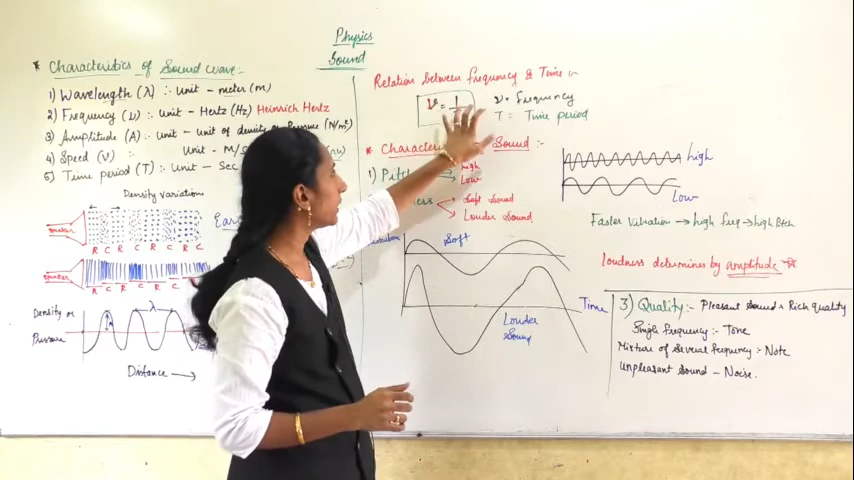 Physics
Sound
* Characteristics of Sound wave:-
1) Wavelength (λ) :- Unit - meter (m)
2) Frequency (ν) :- Unit - Hertz (Hz) Heinrich Hertz
3) Amplitude (A) :- Unit - unit of density or Pressure (N/m²)
4) Speed (v) : Unit - M/s
5) Time period (T) :- Unit - Sec
Density variations
speaker
R C R C R C R C
speaker
R C R C R C
Density or
Pressure
λ
A
Distance →
Relation between frequency & Time :-
ν = 1
ν = frequency
T = Time period
* Sound :-
1) Pitch
high
Low
Soft Sound
Louder Sound
Soft
Louder
Sound
Time
high
Low
Faster Vibration → high freq → high Pitch
Loudness determines by amplitude
3) Quality :- Pleasant Sound & Rich quality
Single frequency :- Tone
Mixture of Several frequency :- Note
Unpleasant Sound - Noise.